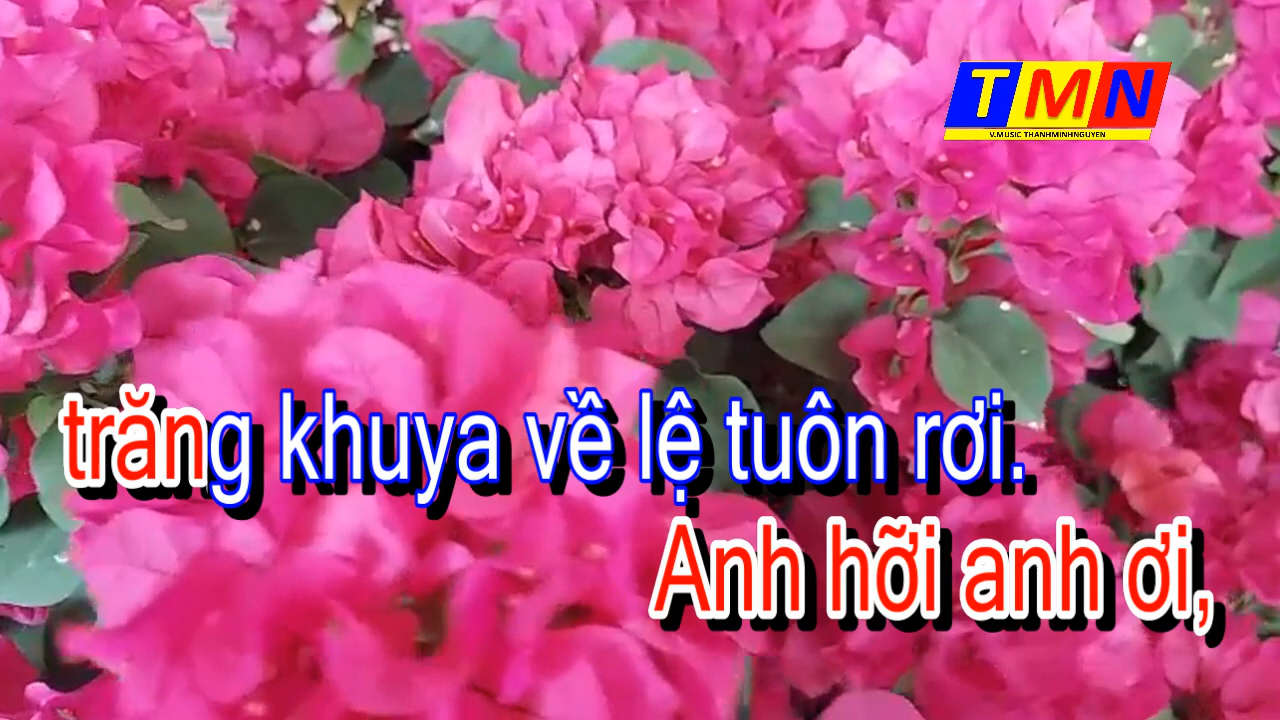 TMN
V.MUSIC THANHMINHNGUYEN
trăng khuya về lệ tuôn rơi.
Anh hỡi anh ơi,